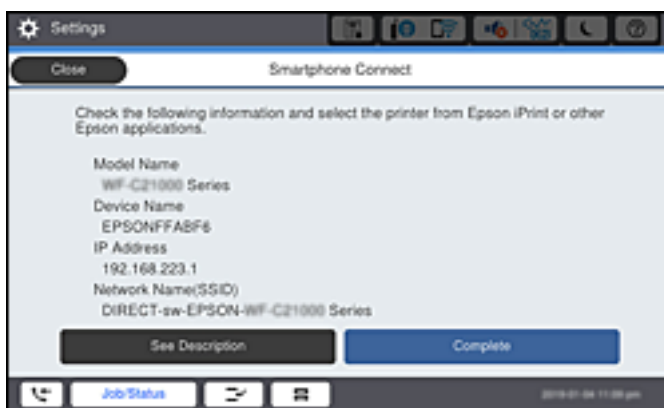 Settings
Close
Smartphone Connect
Check the following information and select the printer from Epson iPrint or other
Epson applications.
Model Name
WF-C21000 Series
Device Name
EPSONFFABF6
IP Address
192.168.223.1
Network Name(SSID)
DIRECT-sw-EPSON-WF-C21000 Series
See Description
Complete
Job/Status